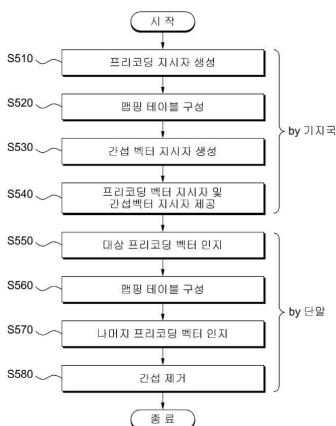 시 작
S510
프리코딩 지시자 생성
S520
맵핑 테이블 구성
S530
간섭 벡터 지시자 생성
S540
프리코딩 벡터 지시자 및
간섭벡터 지시자 제공
by 기지국
S550
대상 프리코딩 벡터 인지
S560
맵핑 테이블 구성
S570
나머지 프리코딩 벡터 인지
S580
간섭 제거
by 단말
종 료